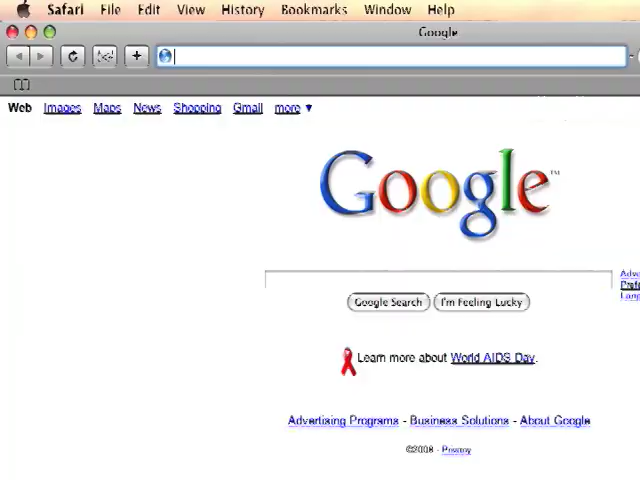 Safari File Edit View History Bookmarks Window Help
Google
Web Images Maps News Shopping Gmail more ▼
Google™
Google Search I'm Feeling Lucky
Learn more about World AIDS Day.
Advertising Programs - Business Solutions - About Google
©2008 - Privacy